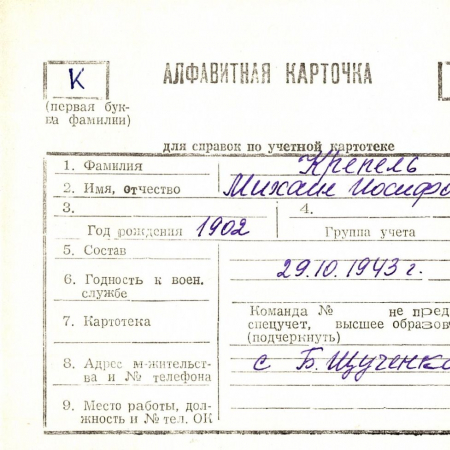 К
АЛФАВИТНАЯ КАРТОЧКА
(первая бук-
ва фамилии)
для справок по учетной картотеке
1. Фамилия Крепель
2. Имя, отчество Михаил Иосифо
3. Год рождения 1902
4. Группа учета
5. Состав
29.10.1943 г.
6. Годность к воен.
службе
7. Картотека
Команда № не пред
спецучет, высшее образов
(подчеркнуть)
8. Адрес м-жительст-
ва и № телефона
с Б. Щученка
9. Место работы, дол-
жность и № тел. ОК